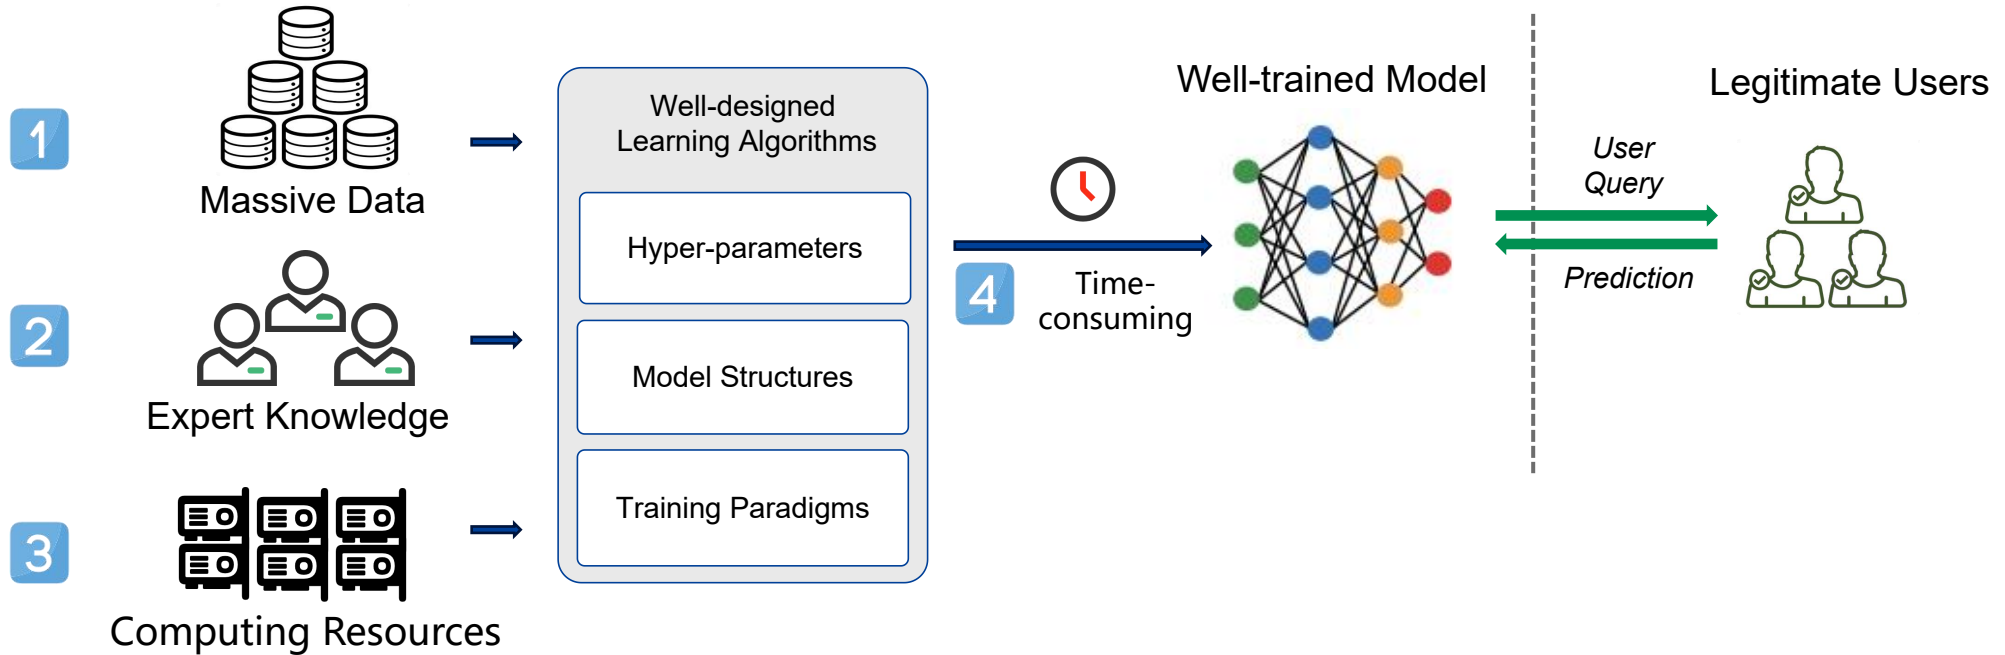 1
Massive Data
2
Expert Knowledge
3
Computing Resources
Well-designed
Learning Algorithms
Hyper-parameters
Model Structures
Training Paradigms
4
Time-
consuming
Well-trained Model
User
Query
Prediction
Legitimate Users